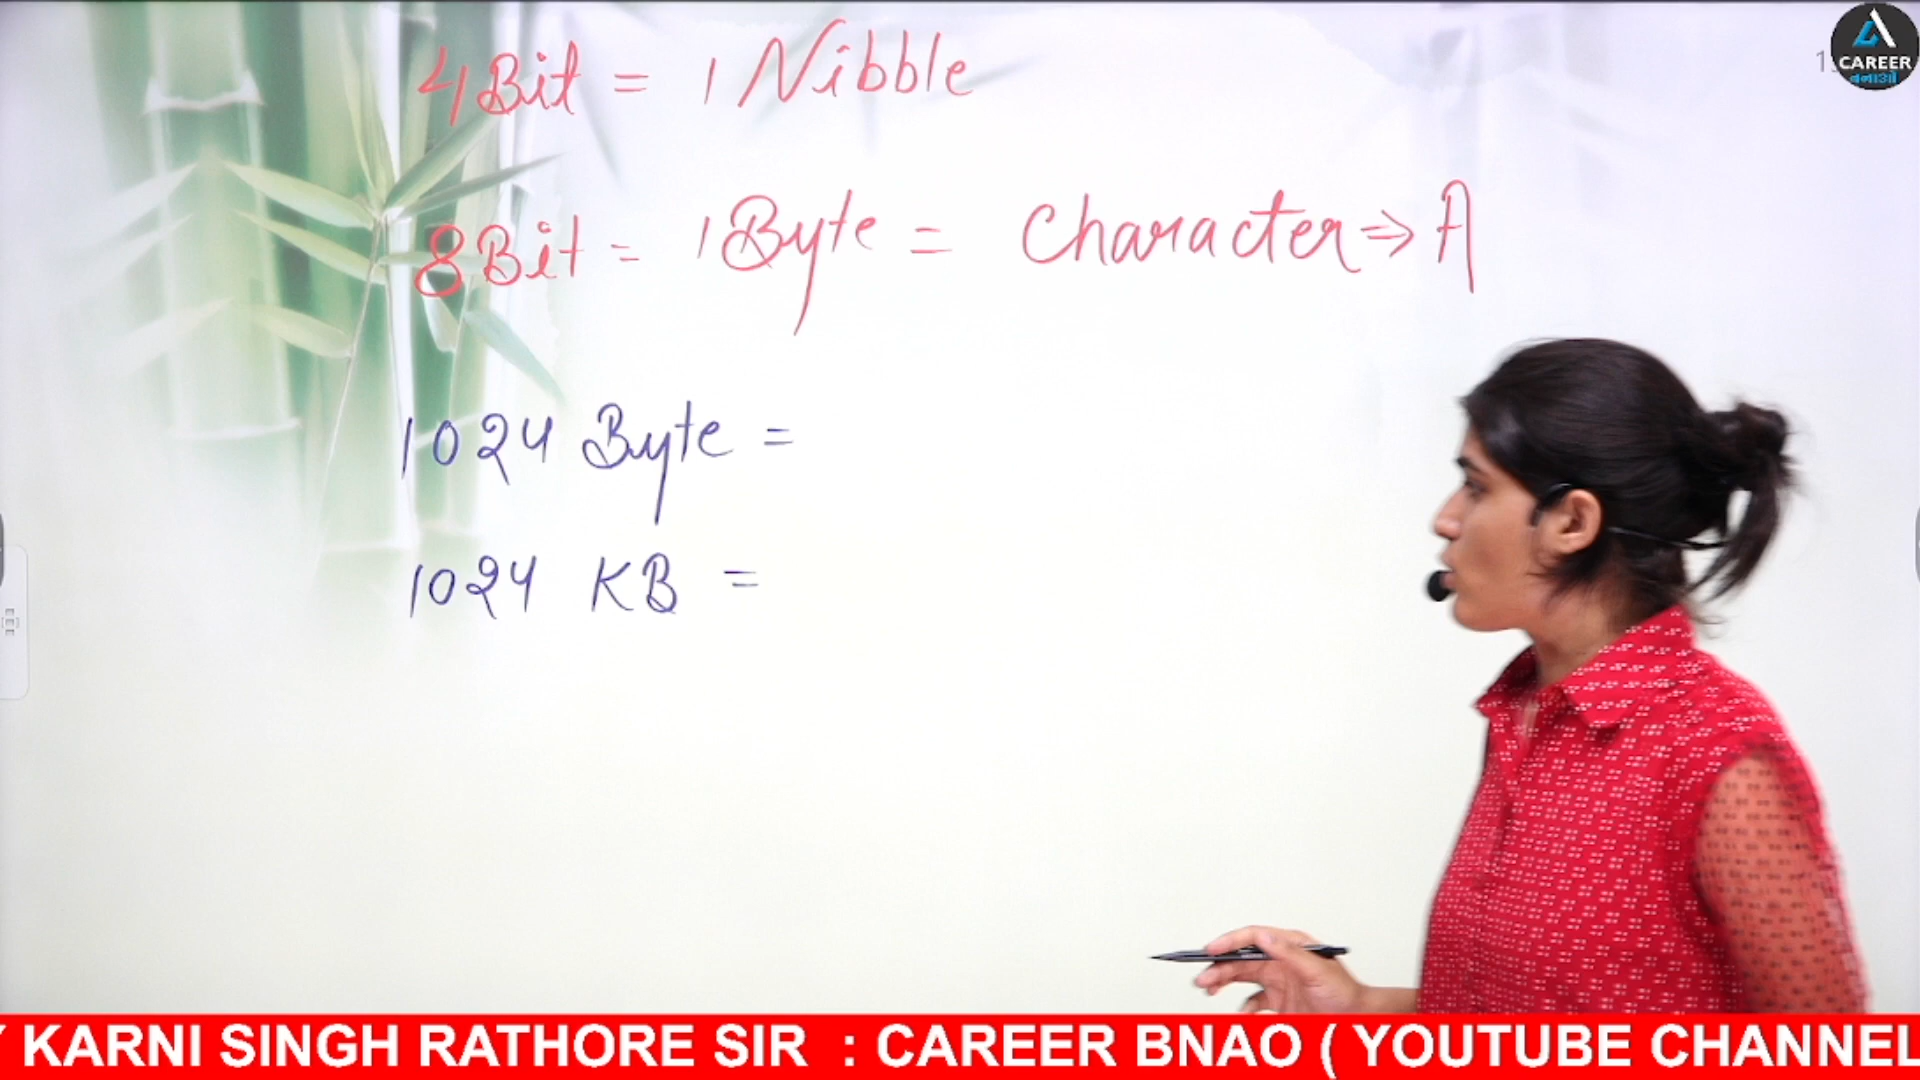 4 Bit = 1 Nibble
8 Bit = 1 Byte = Character ⇒ A
1024 Byte =
1024 KB =
CAREER
बनाओ
KARNI SINGH RATHORE SIR : CAREER BNAO ( YOUTUBE CHANNEL